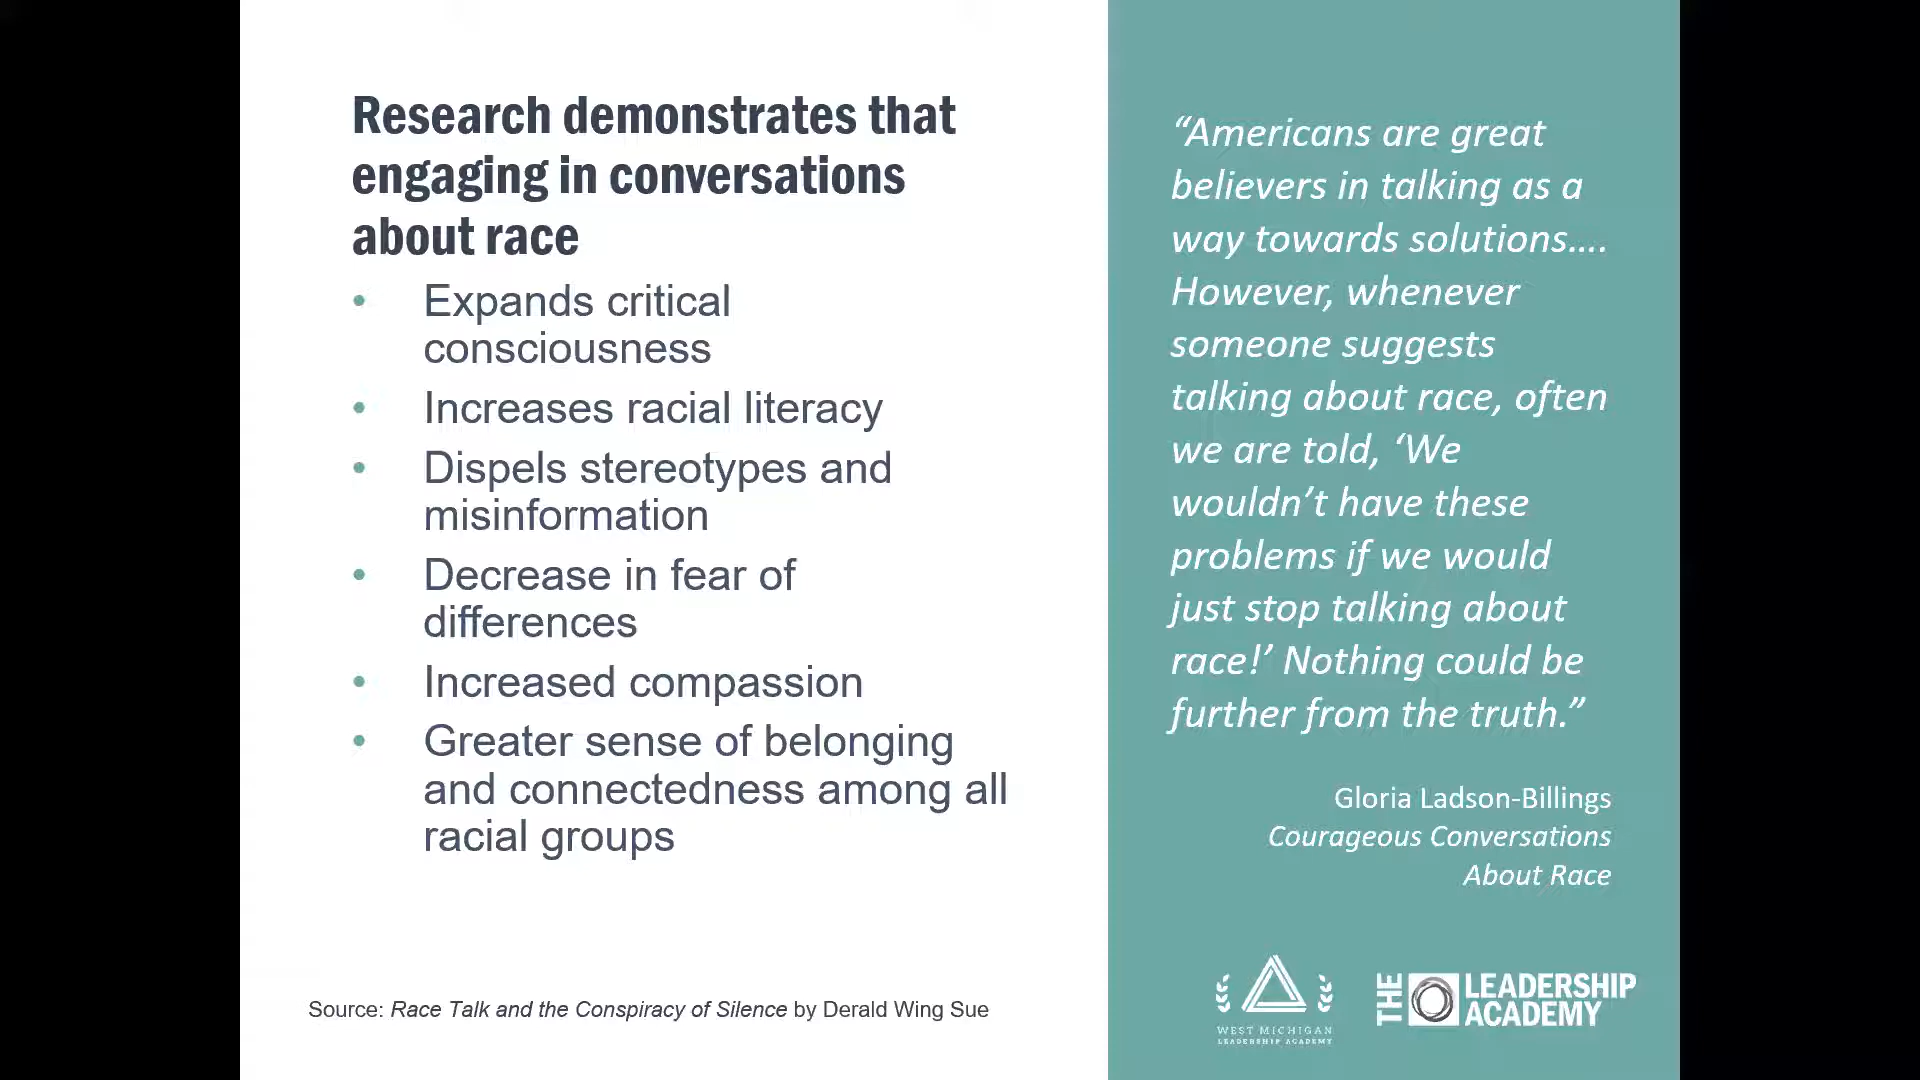 Research demonstrates that
engaging in conversations
about race
• Expands critical
consciousness
• Increases racial literacy
• Dispels stereotypes and
misinformation
• Decrease in fear of
differences
• Increased compassion
• Greater sense of belonging
and connectedness among all
racial groups
Source: Race Talk and the Conspiracy of Silence by Derald Wing Sue
“Americans are great
believers in talking as a
way towards solutions....
However, whenever
someone suggests
talking about race, often
we are told, ‘We
wouldn’t have these
problems if we would
just stop talking about
race!’ Nothing could be
further from the truth.”
Gloria Ladson-Billings
Courageous Conversations
About Race
WEST MICHIGAN
LEADERSHIP ACADEMY
THE LEADERSHIP
ACADEMY